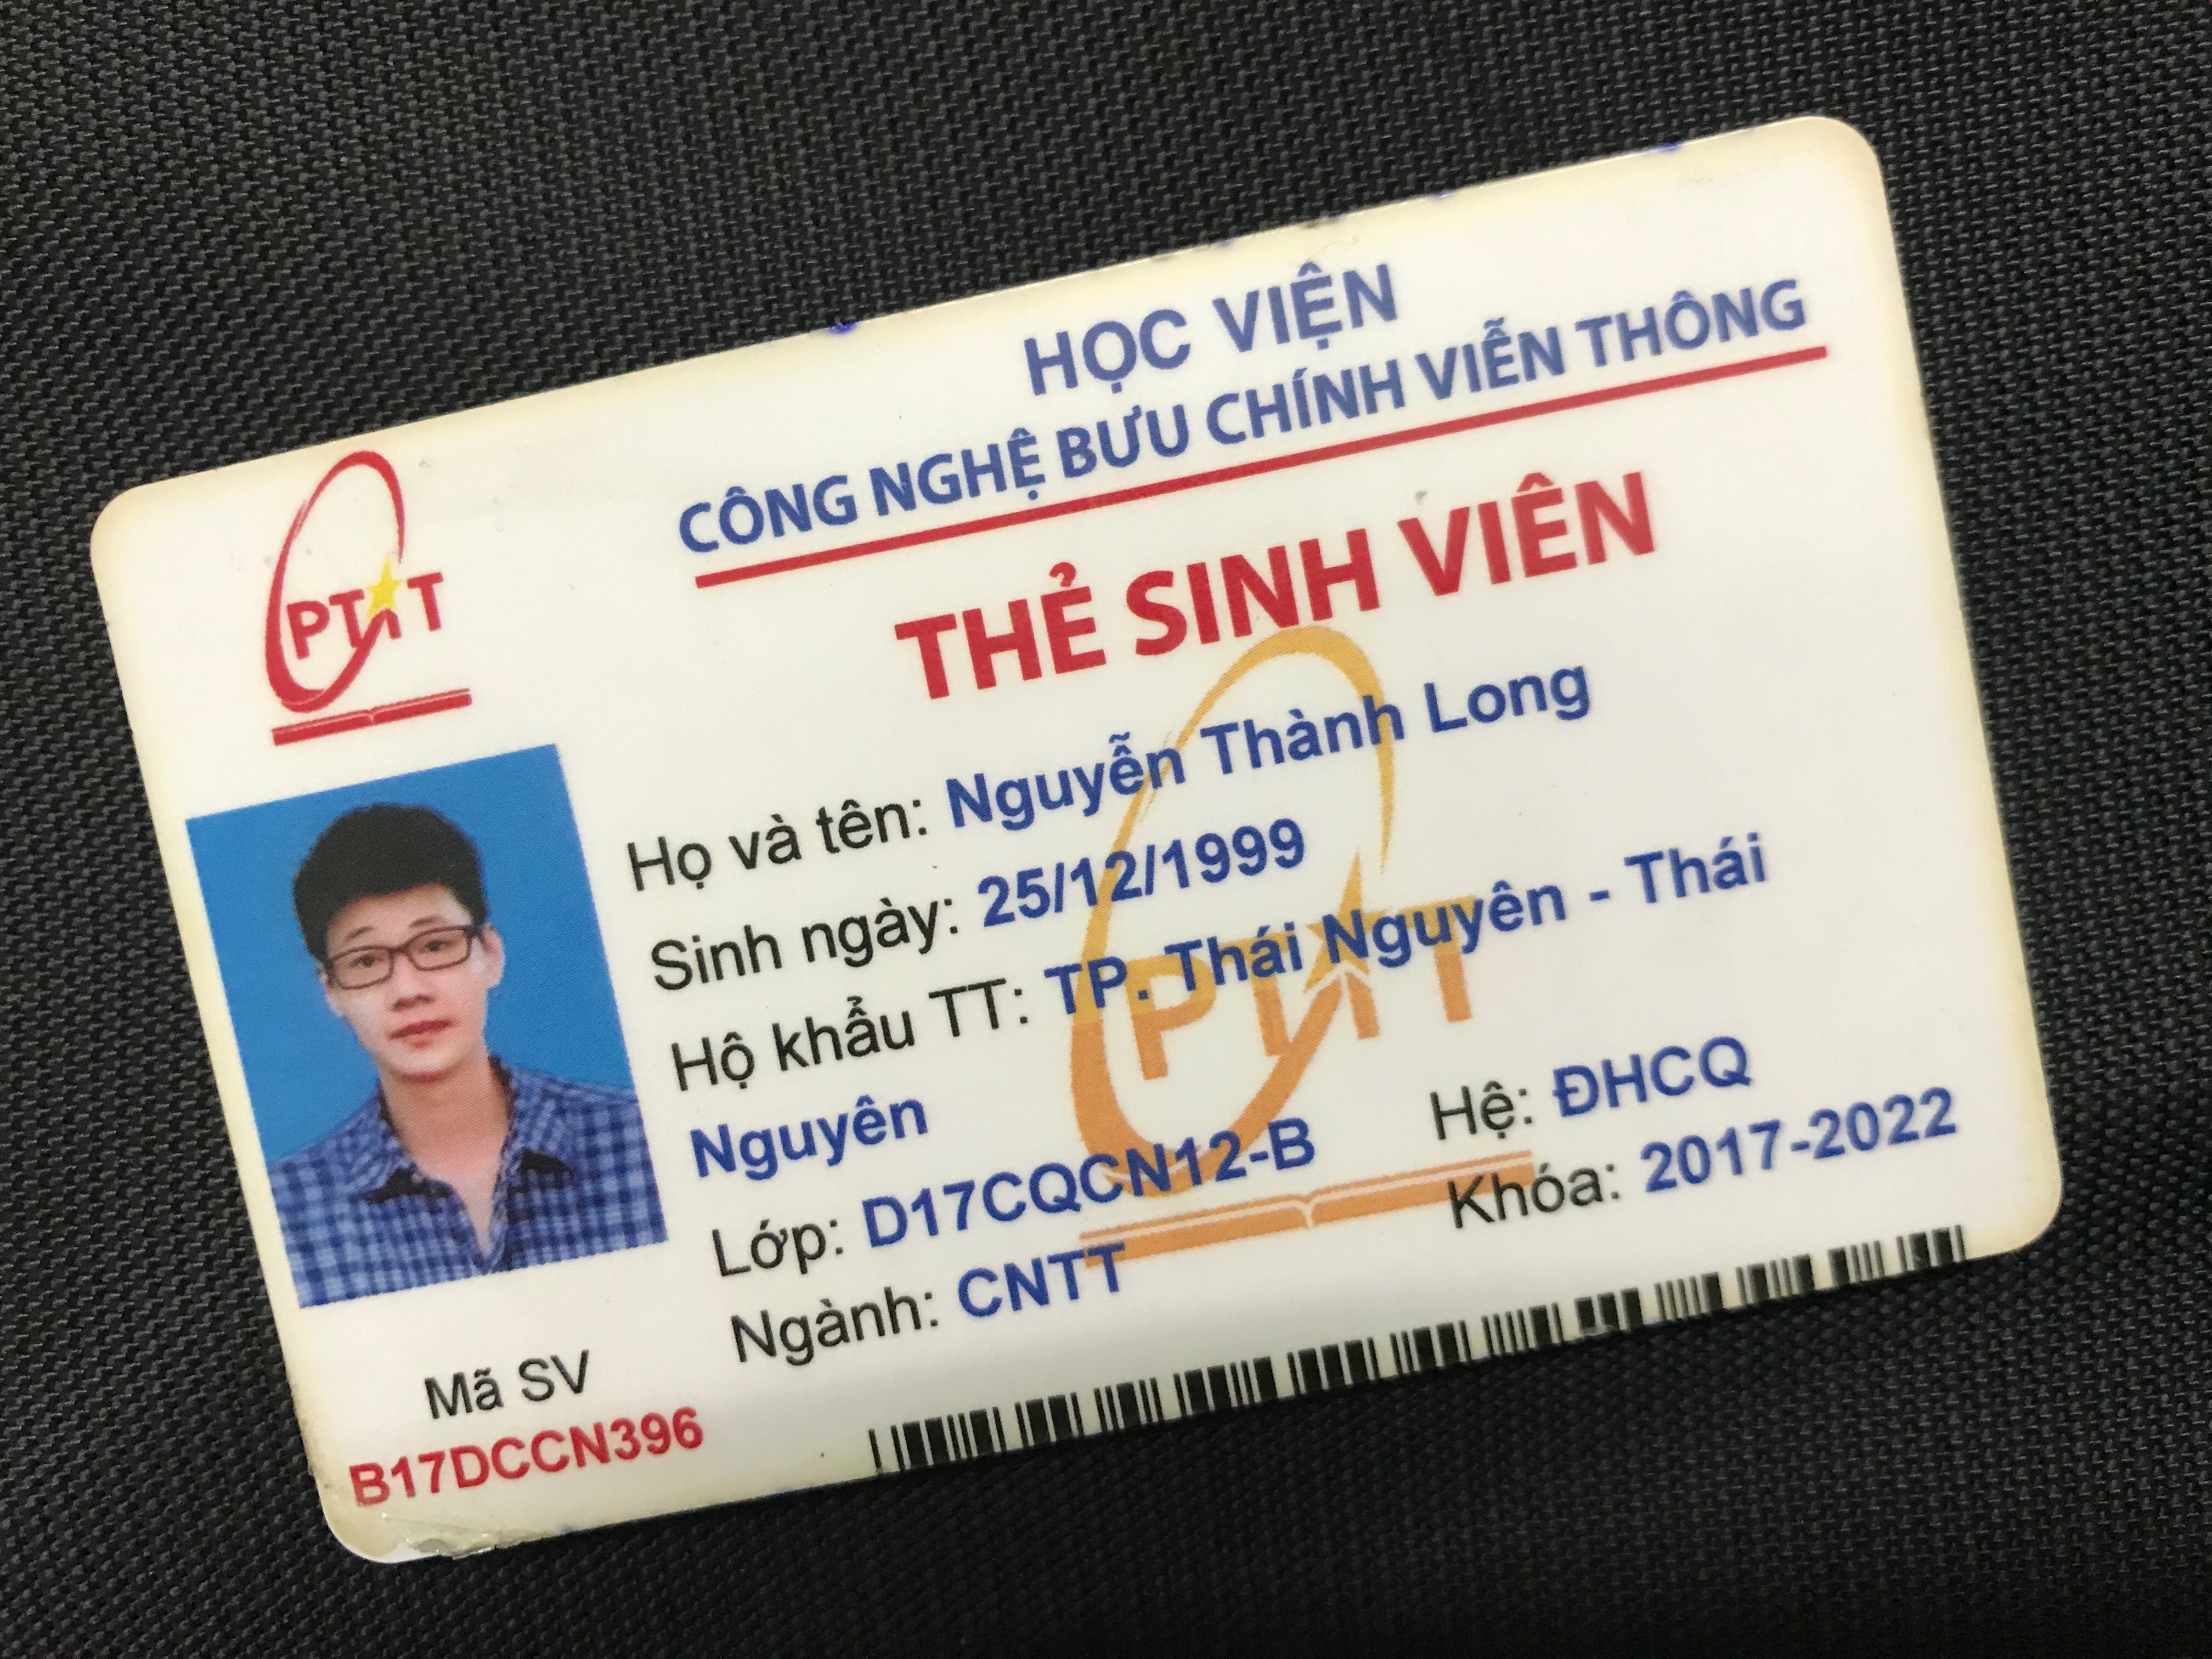 HỌC VIỆN
CÔNG NGHỆ BƯU CHÍNH VIỄN THÔNG
THẺ SINH VIÊN
PTIT
Họ và tên: Nguyễn Thành Long
Sinh ngày: 25/12/1999
Hộ khẩu TT: TP. Thái Nguyên - Thái
Nguyên
Lớp: D17CQCN12-B Hệ: ĐHCQ
Ngành: CNTT Khóa: 2017-2022
Mã SV
B17DCCN396
PTIT